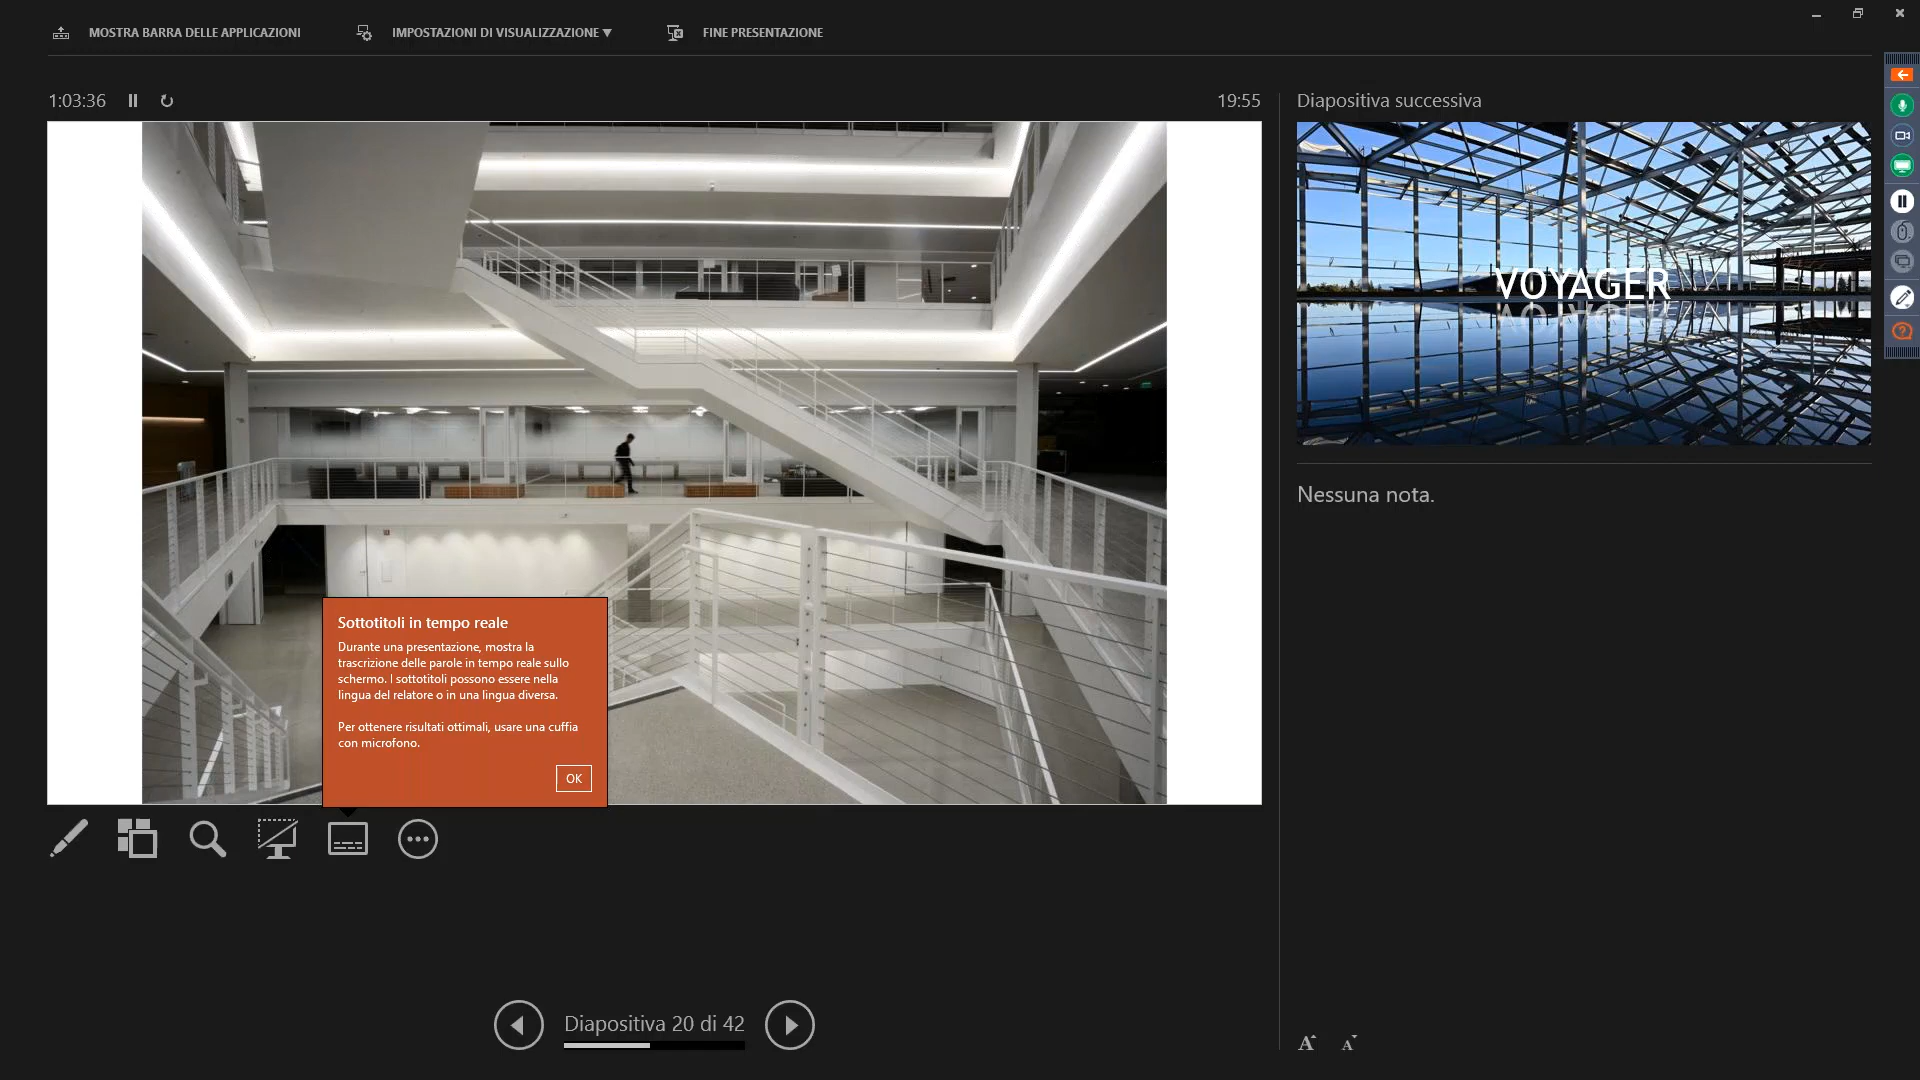 MOSTRA BARRA DELLE APPLICAZIONI
IMPOSTAZIONI DI VISUALIZZAZIONE ▼
FINE PRESENTAZIONE
1:03:36
19:55
Diapositiva successiva
VOYAGER
Nessuna nota.
Sottotitoli in tempo reale
Durante una presentazione, mostra la
trascrizione delle parole in tempo reale sullo
schermo. I sottotitoli possono essere nella
lingua del relatore o in una lingua diversa.
Per ottenere risultati ottimali, usare una cuffia
con microfono.
OK
Diapositiva 20 di 42
A A